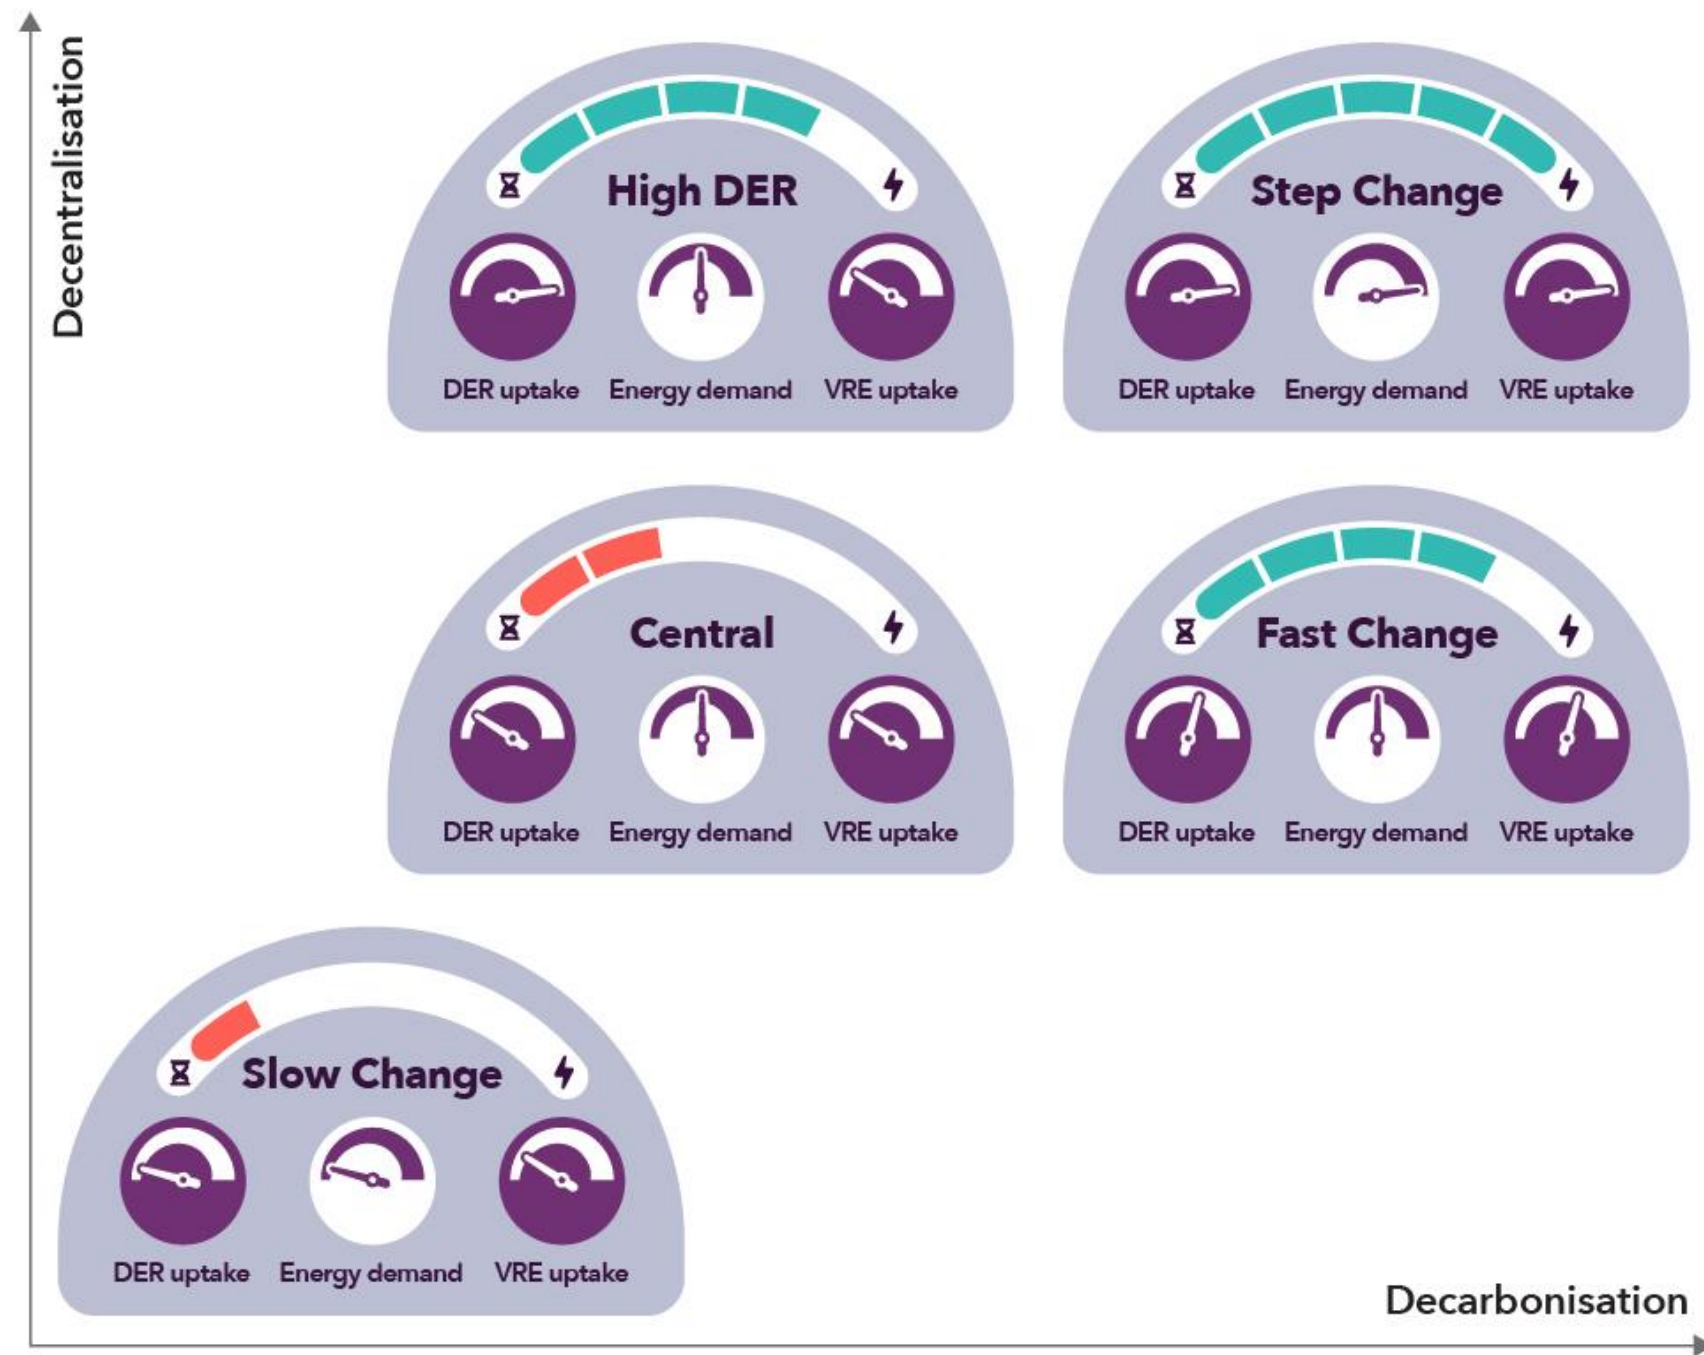 Decentralisation
High DER
DER uptake
Energy demand
VRE uptake
Step Change
DER uptake
Energy demand
VRE uptake
Central
DER uptake
Energy demand
VRE uptake
Fast Change
DER uptake
Energy demand
VRE uptake
Slow Change
DER uptake
Energy demand
VRE uptake
Decarbonisation